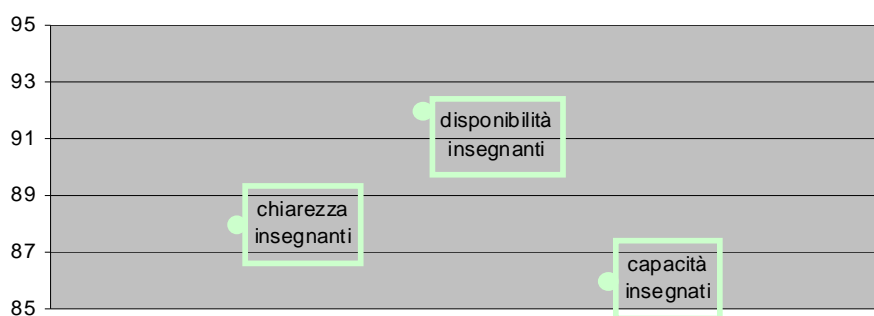 95
93
disponibilità
91
insegnanti
89
chiarezza
insegnanti
87
capacità
insegnati
85